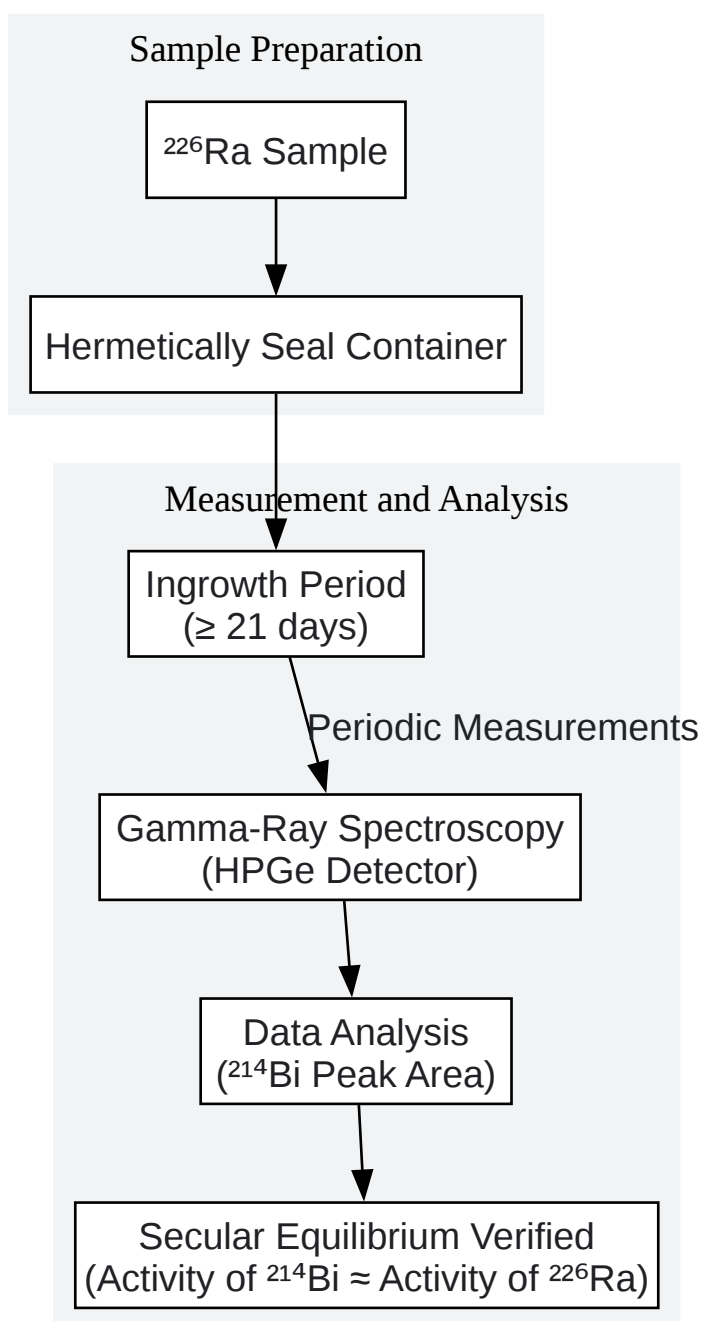 Sample Preparation
²²⁶Ra Sample
Hermetically Seal Container
Measurement and Analysis
Ingrowth Period
(≥ 21 days)
Periodic Measurements
Gamma-Ray Spectroscopy
(HPGe Detector)
Data Analysis
(²¹⁴Bi Peak Area)
Secular Equilibrium Verified
(Activity of ²¹⁴Bi ≈ Activity of ²²⁶Ra)